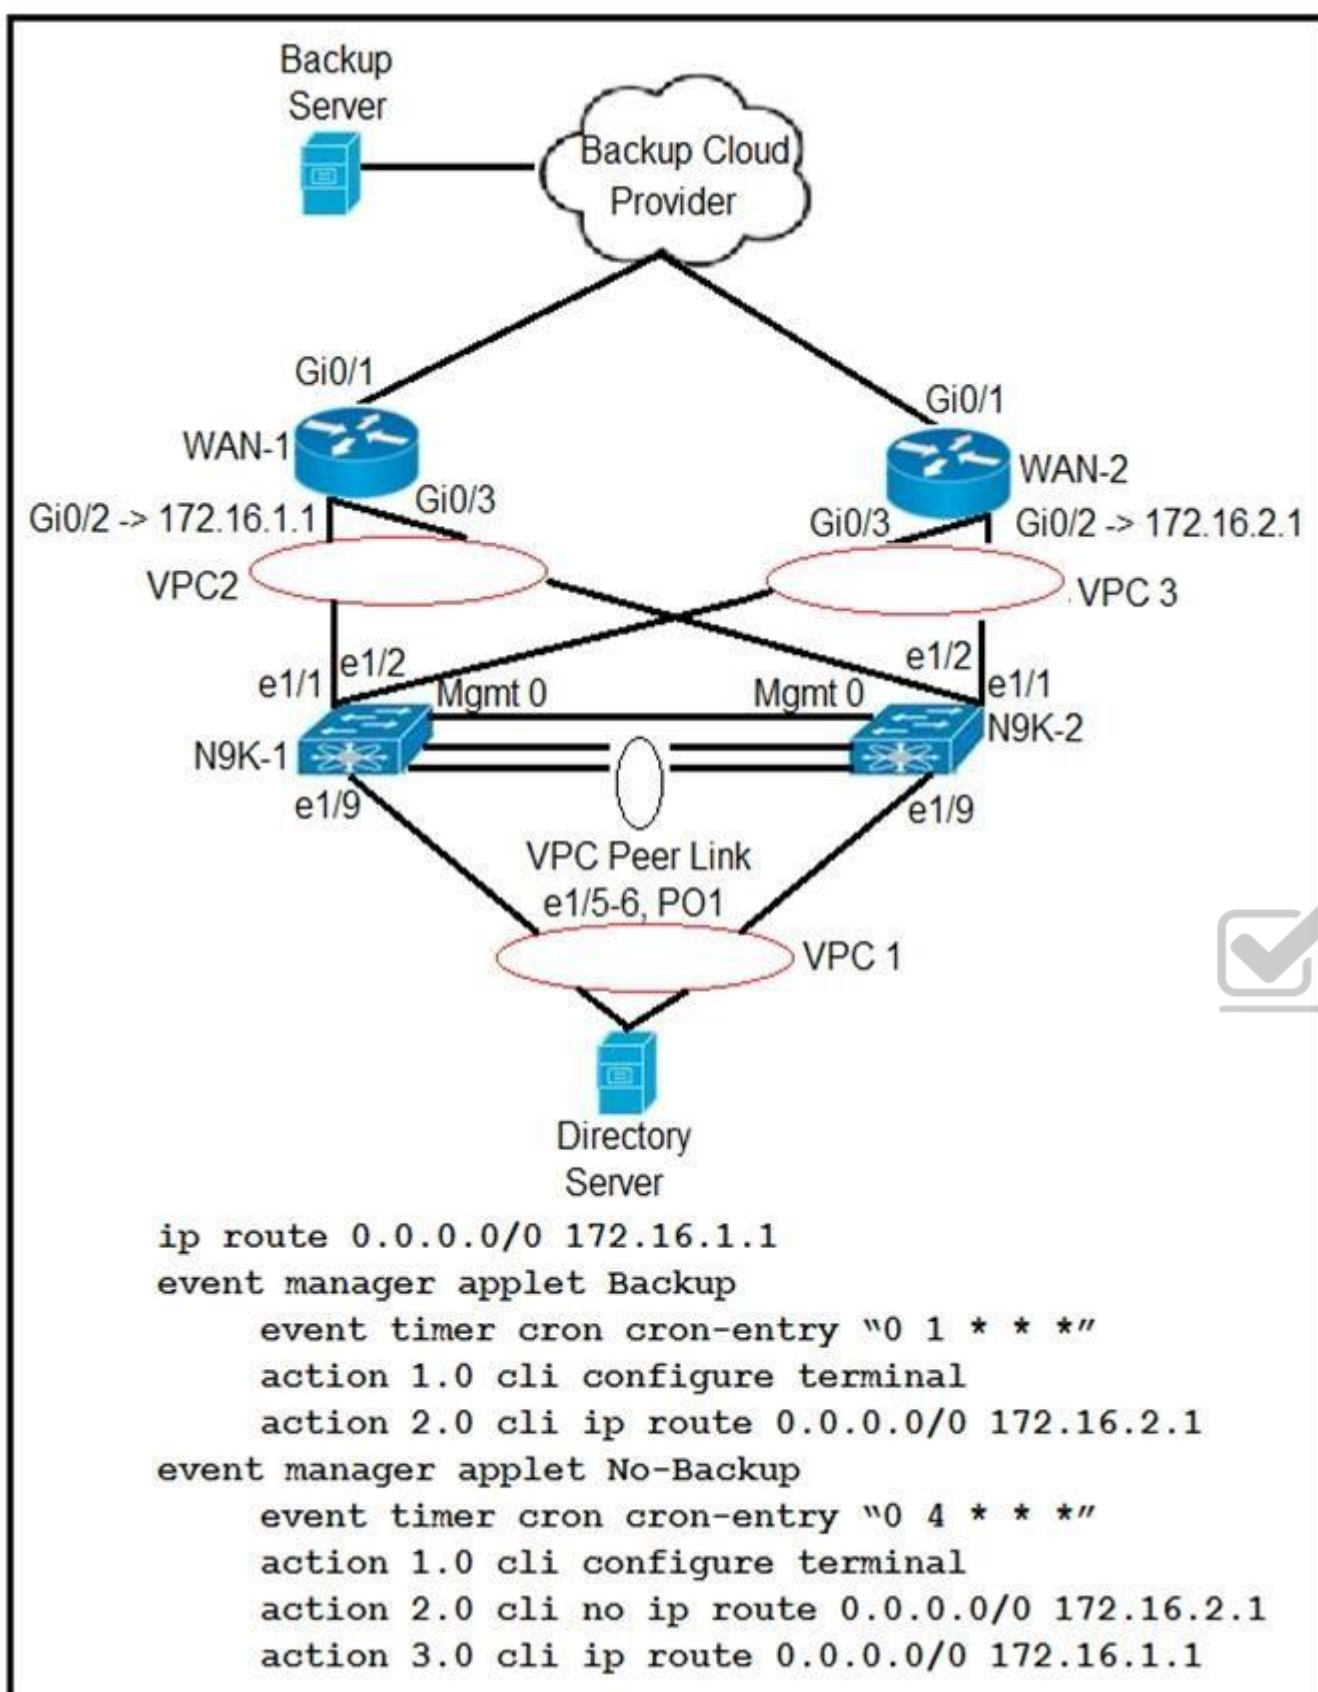 Backup
Server
Backup Cloud
Provider
Gi0/1
Gi0/1
WAN-1
WAN-2
Gi0/2 -> 172.16.1.1
Gi0/3
Gi0/3
Gi0/2 -> 172.16.2.1
VPC2
VPC 3
e1/1
e1/2
e1/2
e1/1
Mgmt 0
Mgmt 0
N9K-1
N9K-2
e1/9
e1/9
VPC Peer Link
e1/5-6, PO1
VPC 1
Directory
Server
ip route 0.0.0.0/0 172.16.1.1
event manager applet Backup
event timer cron cron-entry “0 1 * * *”
action 1.0 cli configure terminal
action 2.0 cli ip route 0.0.0.0/0 172.16.2.1
event manager applet No-Backup
event timer cron cron-entry “0 4 * * *”
action 1.0 cli configure terminal
action 2.0 cli no ip route 0.0.0.0/0 172.16.2.1
action 3.0 cli ip route 0.0.0.0/0 172.16.1.1